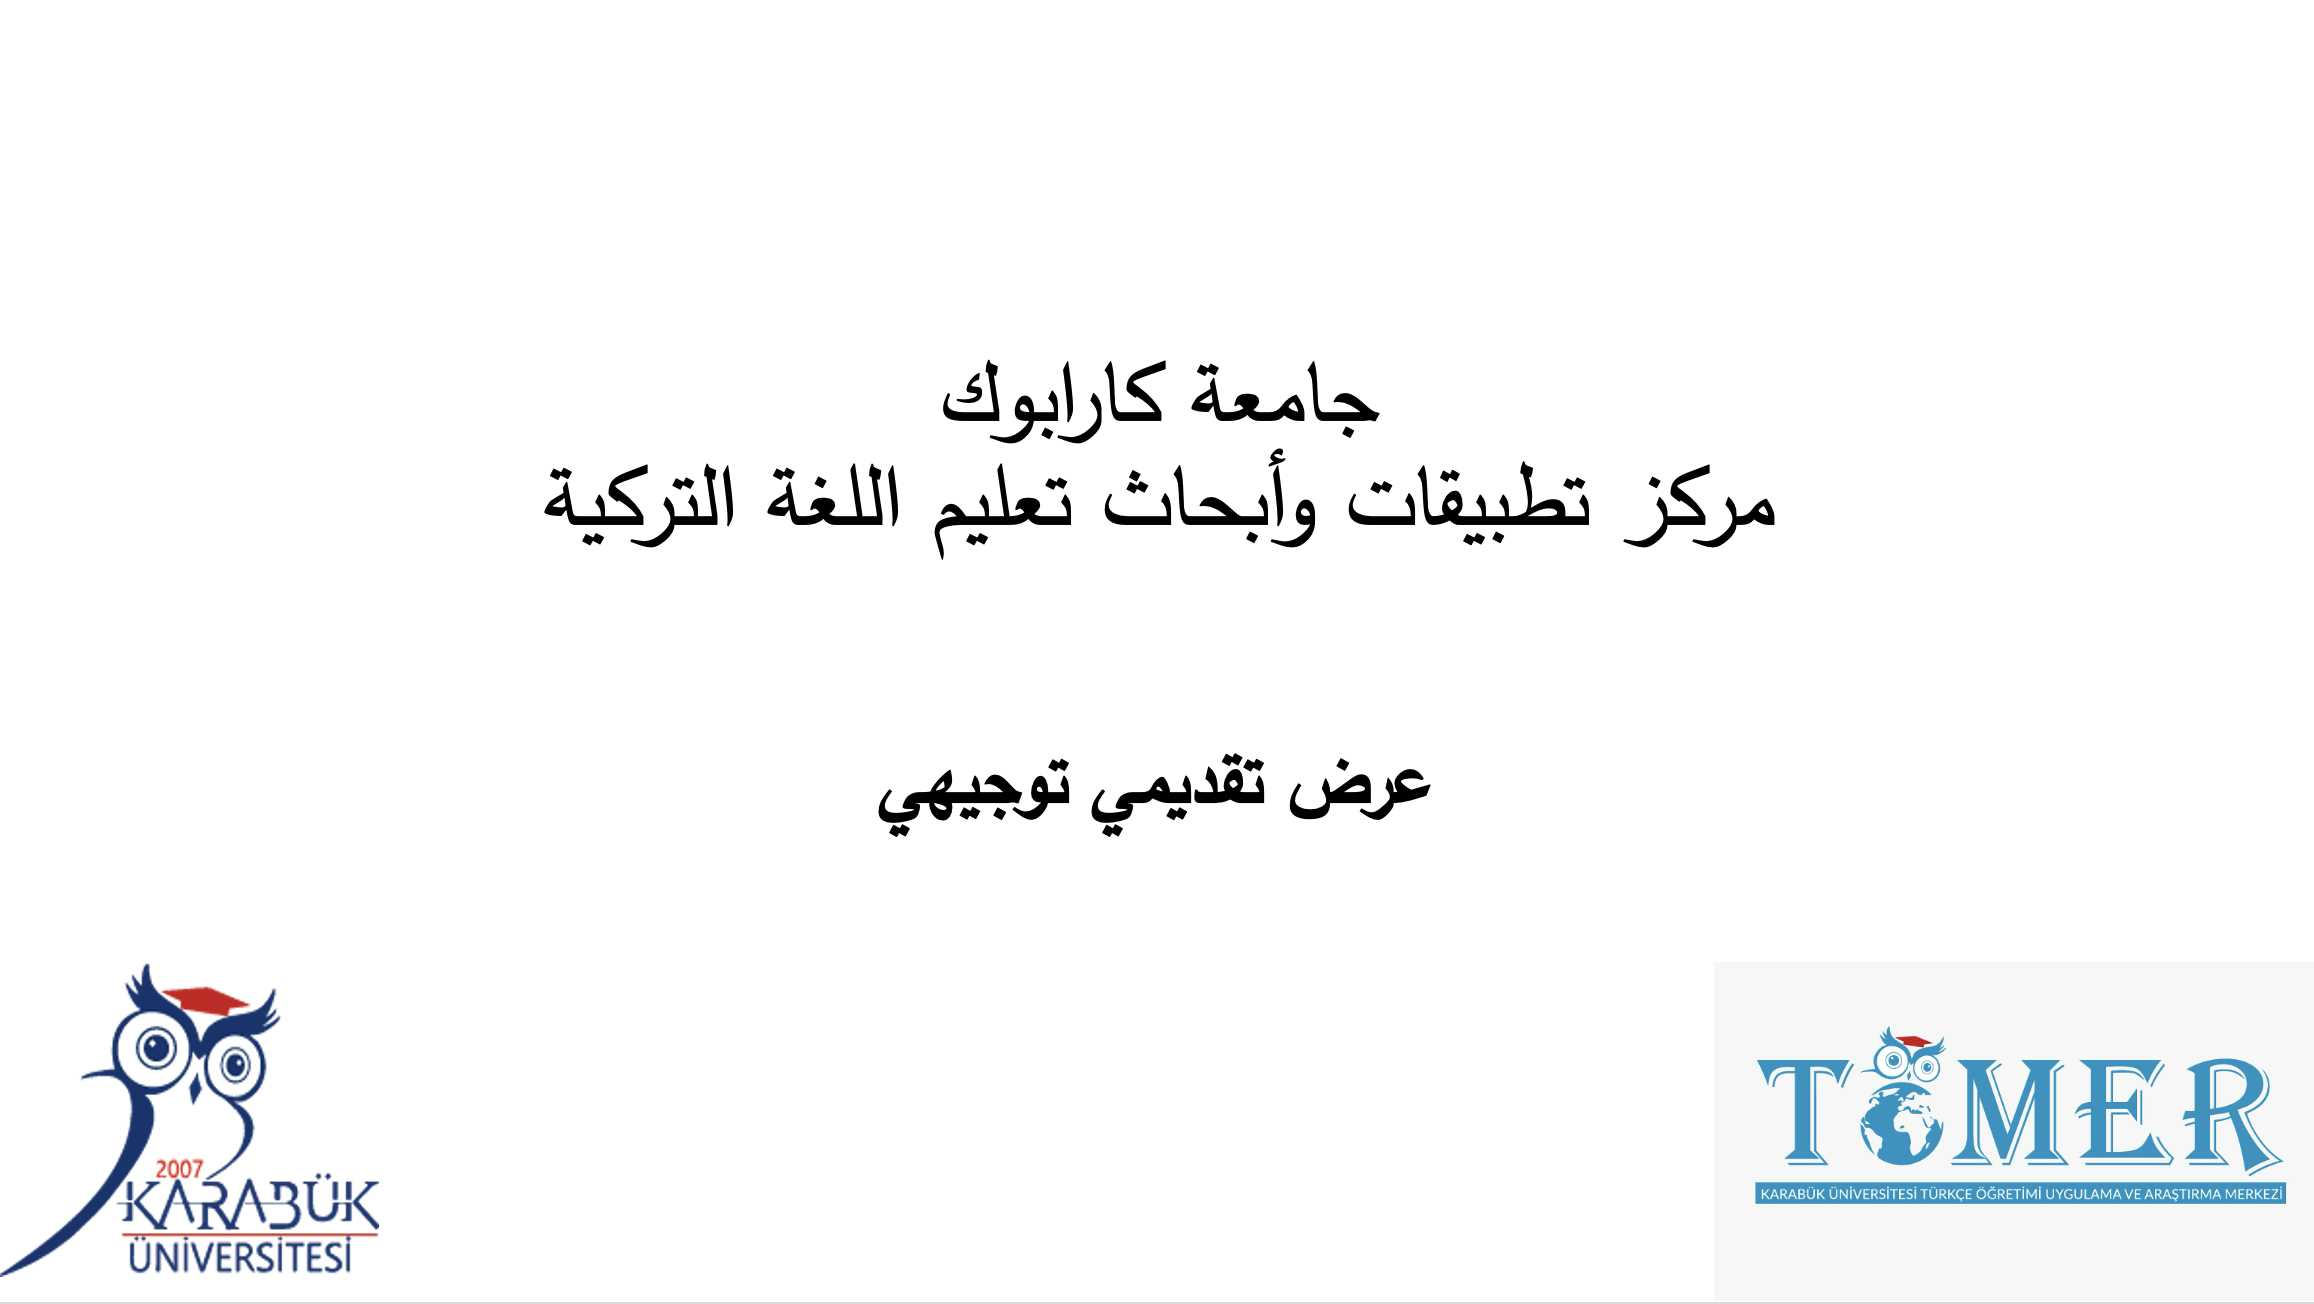 جامعة كارابوك
مركز تطبيقات وأبحاث تعليم اللغة التركية
عرض تقديمي توجيهي
2007
KARABÜK
ÜNİVERSİTESİ
TÖMER
KARABÜK ÜNİVERSİTESİ TÜRKÇE ÖĞRETİMİ UYGULAMA VE ARAŞTIRMA MERKEZİ